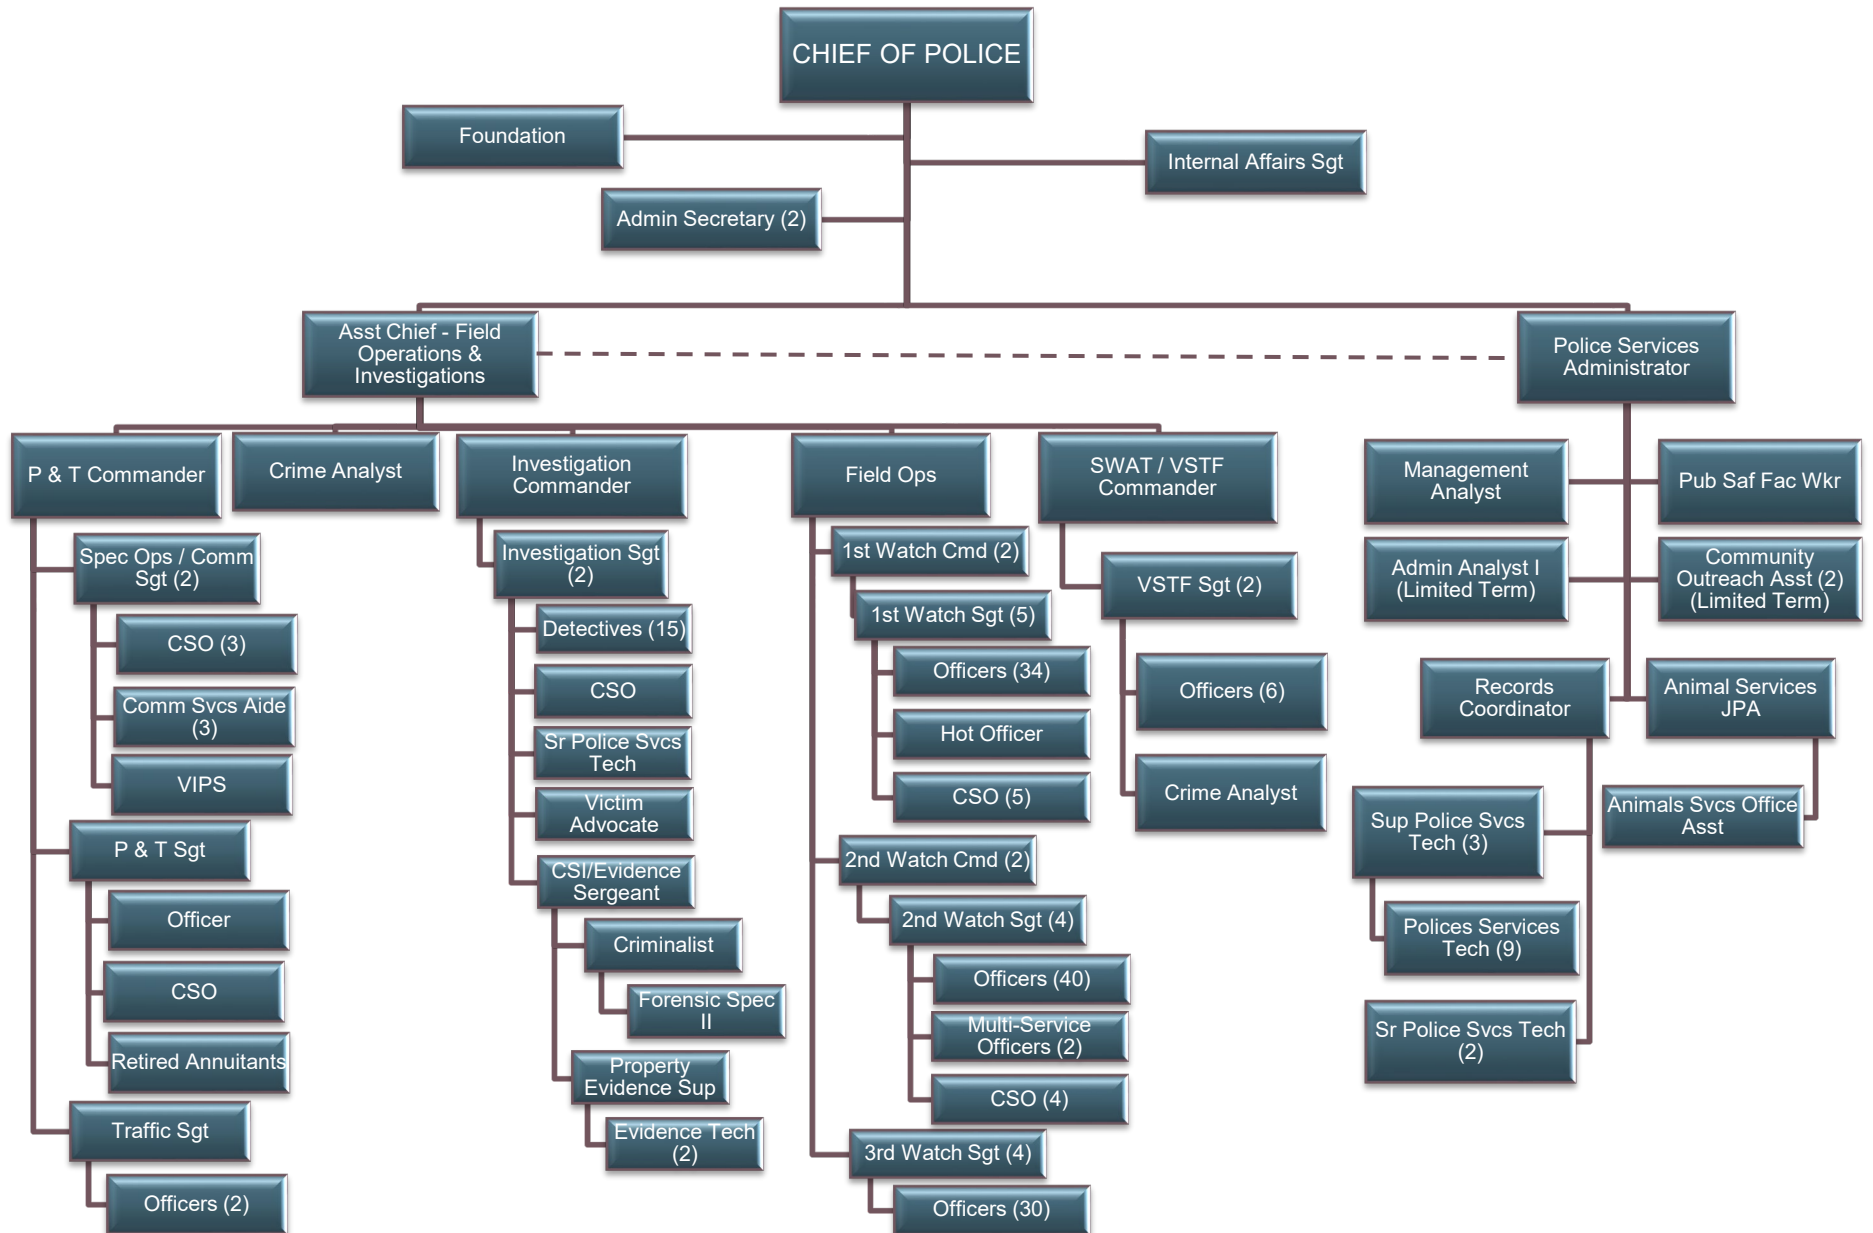 CHIEF OF POLICE
Foundation
Internal Affairs Sgt
Admin Secretary (2)
Asst Chief - Field
Operations &
Investigations
Police Services
Administrator
P & T Commander
Crime Analyst
Investigation
Commander
Field Ops
SWAT / VSTF
Commander
Management
Analyst
Pub Saf Fac Wkr
Spec Ops / Comm
Sgt (2)
CSO (3)
Comm Svcs Aide
(3)
VIPS
P & T Sgt
Officer
CSO
Retired Annuitants
Traffic Sgt
Officers (2)
Investigation Sgt
(2)
Detectives (15)
CSO
Sr Police Svcs
Tech
Victim
Advocate
CSI/Evidence
Sergeant
Criminalist
Forensic Spec
II
Property
Evidence Sup
Evidence Tech
(2)
1st Watch Cmd (2)
1st Watch Sgt (5)
Officers (34)
Hot Officer
CSO (5)
2nd Watch Cmd (2)
2nd Watch Sgt (4)
Officers (40)
Multi-Service
Officers (2)
CSO (4)
3rd Watch Sgt (4)
Officers (30)
VSTF Sgt (2)
Officers (6)
Crime Analyst
Admin Analyst I
(Limited Term)
Community
Outreach Asst (2)
(Limited Term)
Records
Coordinator
Animal Services
JPA
Sup Police Svcs
Tech (3)
Animals Svcs Office
Asst
Polices Services
Tech (9)
Sr Police Svcs Tech
(2)